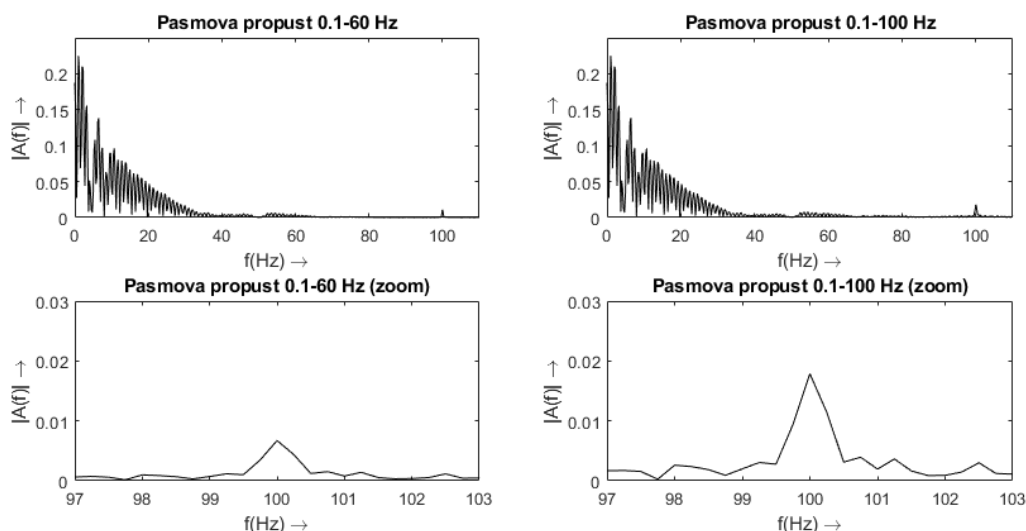 Pasmova propust 0.1-60 Hz
|A(f)| →
0.2
0.15
0.1
0.05
0
0 20 40 60 80 100
f(Hz) →
Pasmova propust 0.1-100 Hz
|A(f)| →
0.2
0.15
0.1
0.05
0
0 20 40 60 80 100
f(Hz) →
Pasmova propust 0.1-60 Hz (zoom)
|A(f)| →
0.03
0.02
0.01
0
97 98 99 100 101 102 103
f(Hz) →
Pasmova propust 0.1-100 Hz (zoom)
|A(f)| →
0.03
0.02
0.01
0
97 98 99 100 101 102 103
f(Hz) →